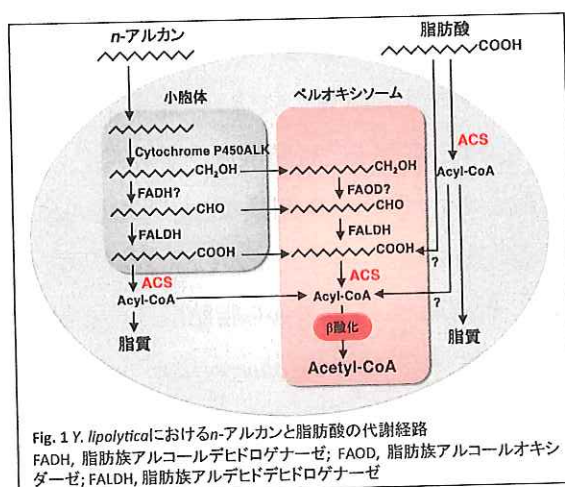 n-アルカン
脂肪酸
COOH
小胞体
ペルオキシソーム
Cytochrome P450ALK
ACS
CH₂OH
CH₂OH
Acyl-CoA
FADH?
FAOD?
CHO
CHO
FALDH
FALDH
COOH
COOH
?
ACS
ACS
Acyl-CoA
Acyl-CoA
?
脂質
β酸化
脂質
Acetyl-CoA
Fig. 1 Y. lipolyticaにおけるn-アルカンと脂肪酸の代謝経路
FADH, 脂肪族アルコールデヒドロゲナーゼ; FAOD, 脂肪族アルコールオキシ
ダーゼ; FALDH, 脂肪族アルデヒドデヒドロゲナーゼ